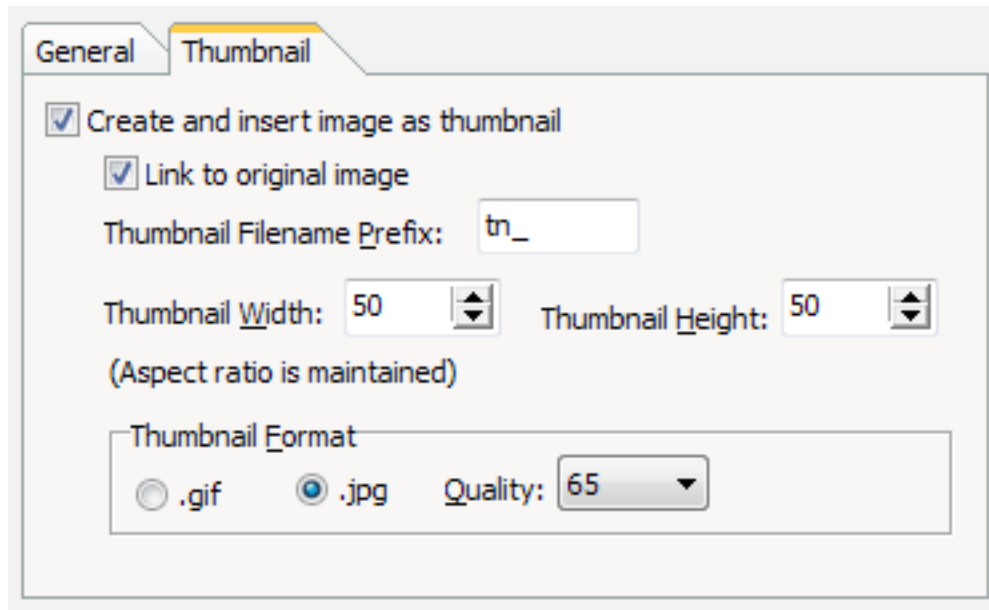 General Thumbnail
Create and insert image as thumbnail
Link to original image
Thumbnail Filename Prefix: tn_
Thumbnail Width: 50 Thumbnail Height: 50
(Aspect ratio is maintained)
Thumbnail Format
.gif .jpg Quality: 65